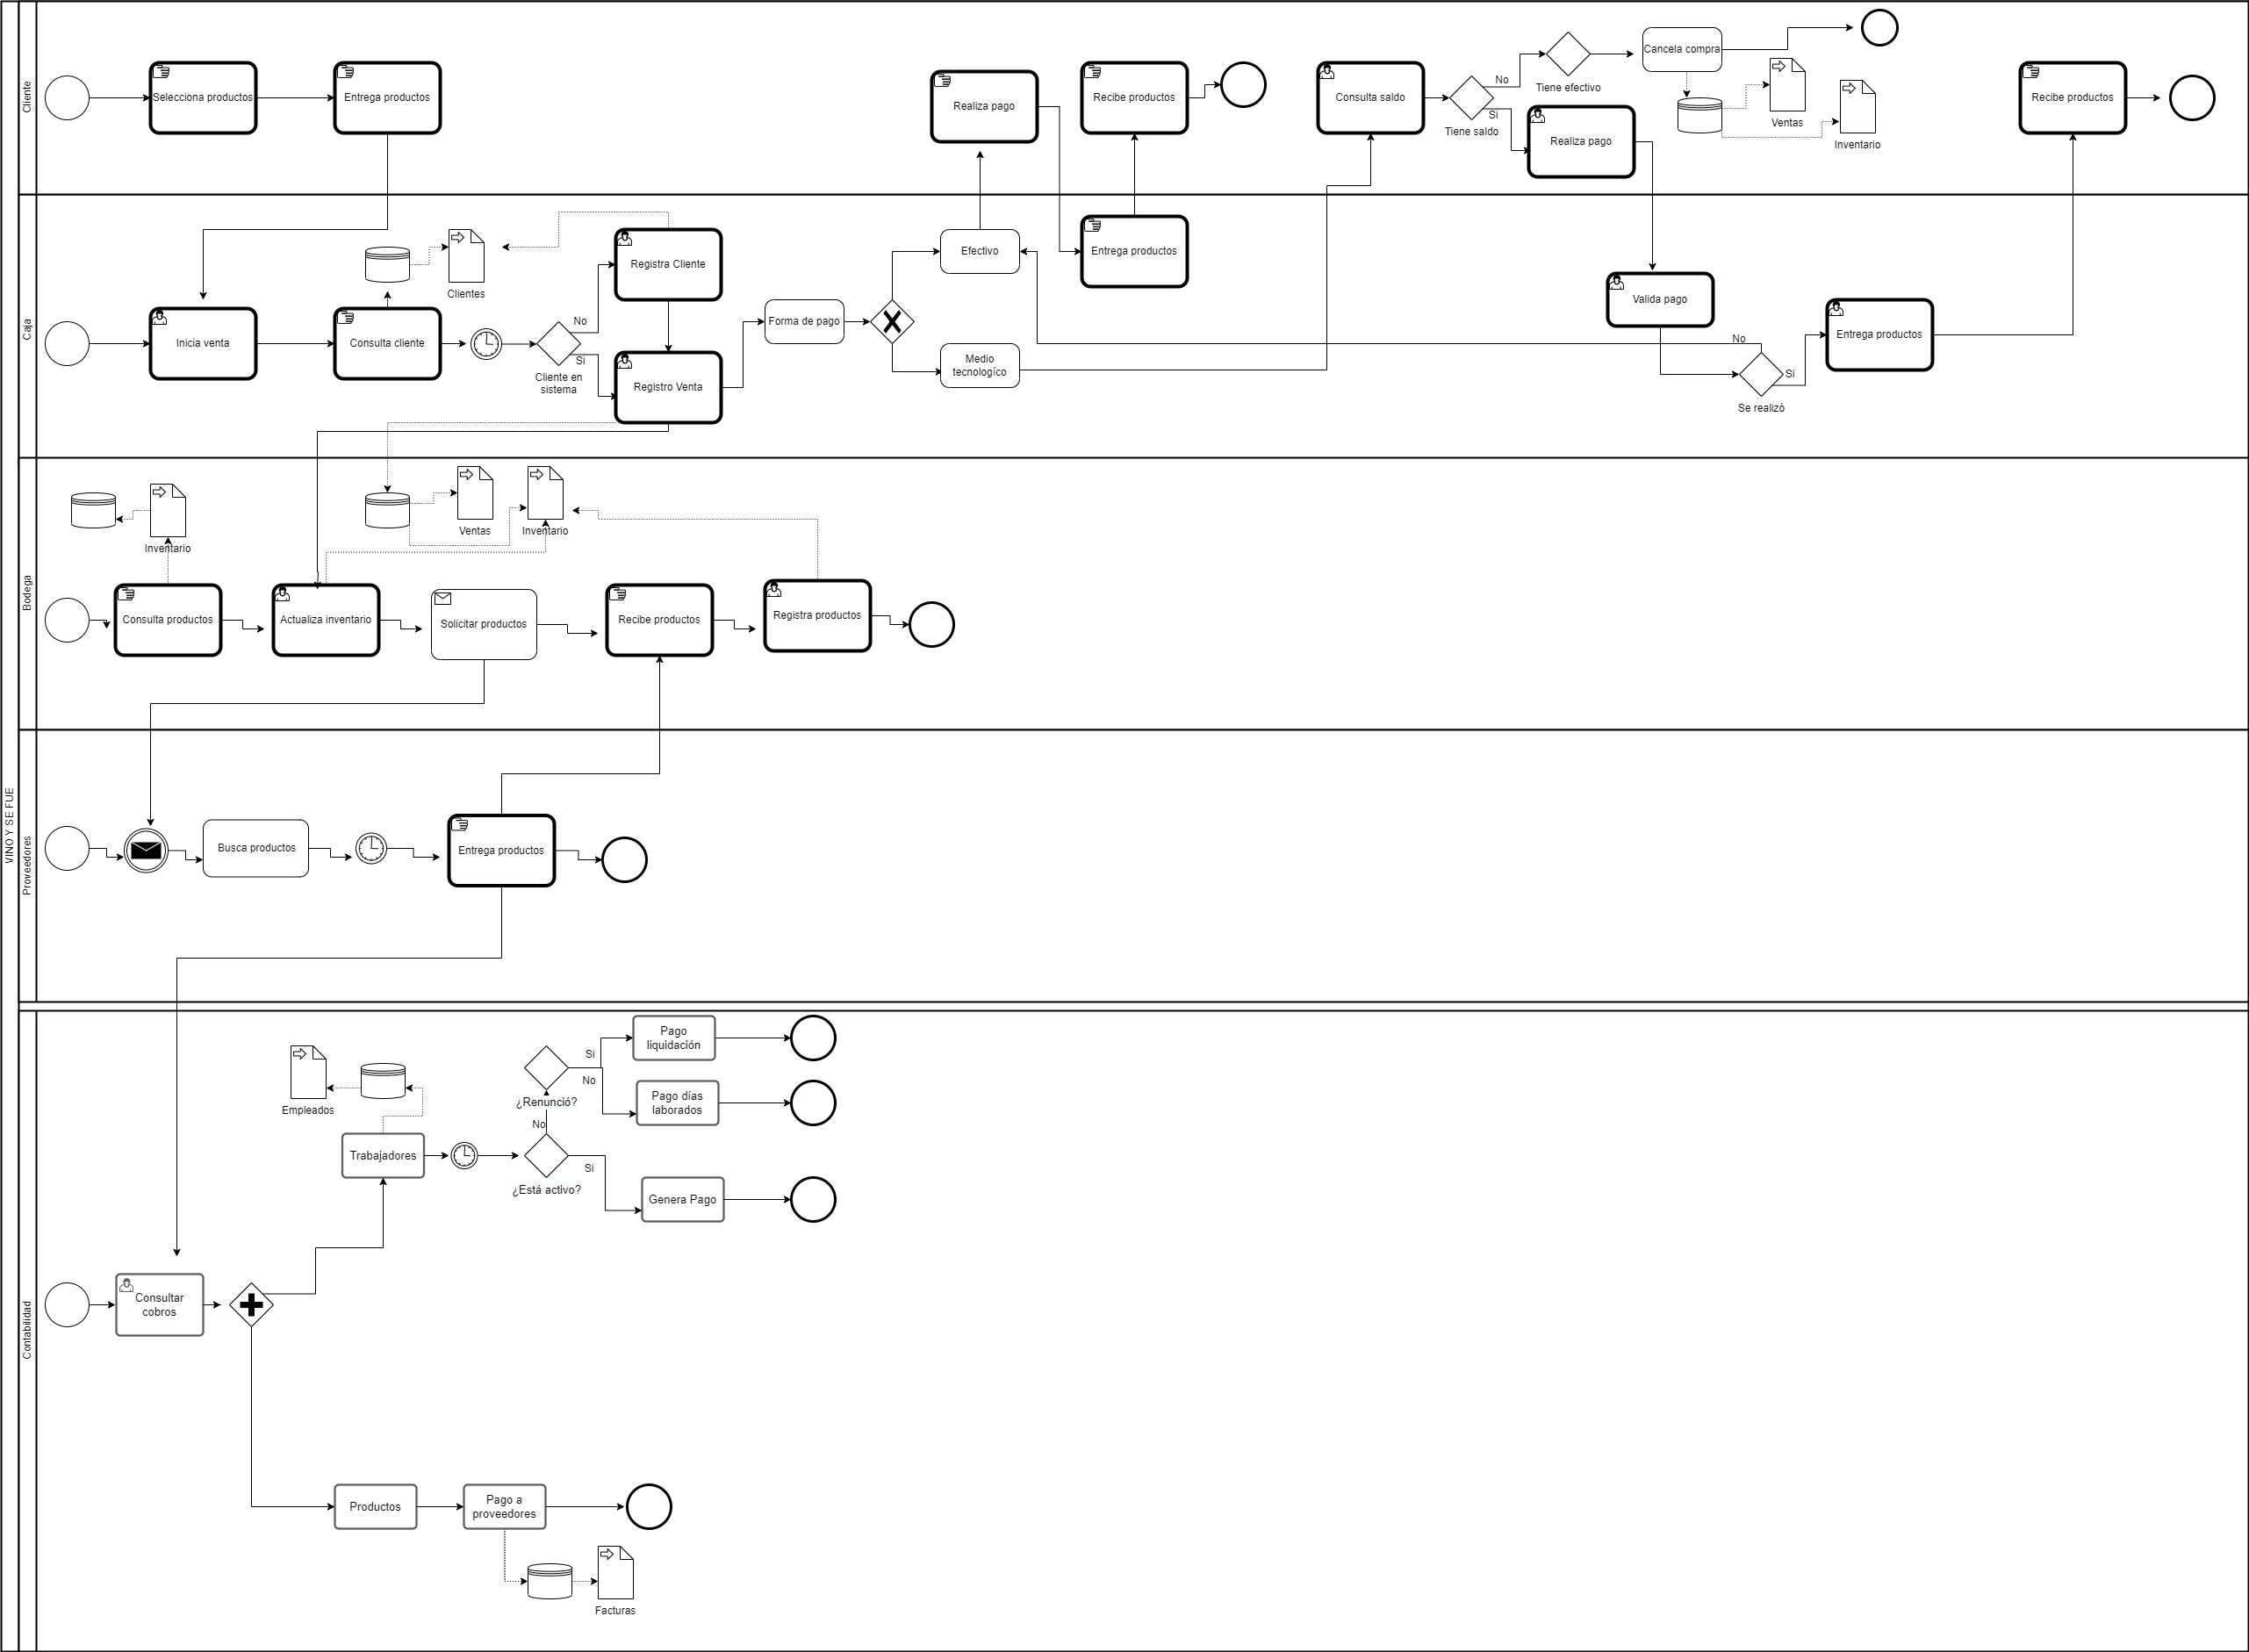 VINO Y SE FUE
Cliente
Selecciona productos
Entrega productos
Realiza pago
Recibe productos
Consulta saldo
No
Si
Tiene saldo
Tiene efectivo
Realiza pago
Cancela compra
Ventas
Inventario
Recibe productos
Caja
Inicia venta
Consulta cliente
Clientes
Cliente en
sistema
No
Si
Registra Cliente
Registro Venta
Forma de pago
Efectivo
Medio
tecnologíco
Entrega productos
Valida pago
No
Si
Se realizó
Entrega productos
Bodega
Inventario
Ventas
Inventario
Consulta productos
Actualiza inventario
Solicitar productos
Recibe productos
Registra productos
Proveedores
Busca productos
Entrega productos
Contabilidad
Pago
liquidación
Si
No
Pago días
laborados
¿Renunció?
Empleados
No
Trabajadores
Si
¿Está activo?
Genera Pago
Consultar
cobros
Productos
Pago a
proveedores
Facturas